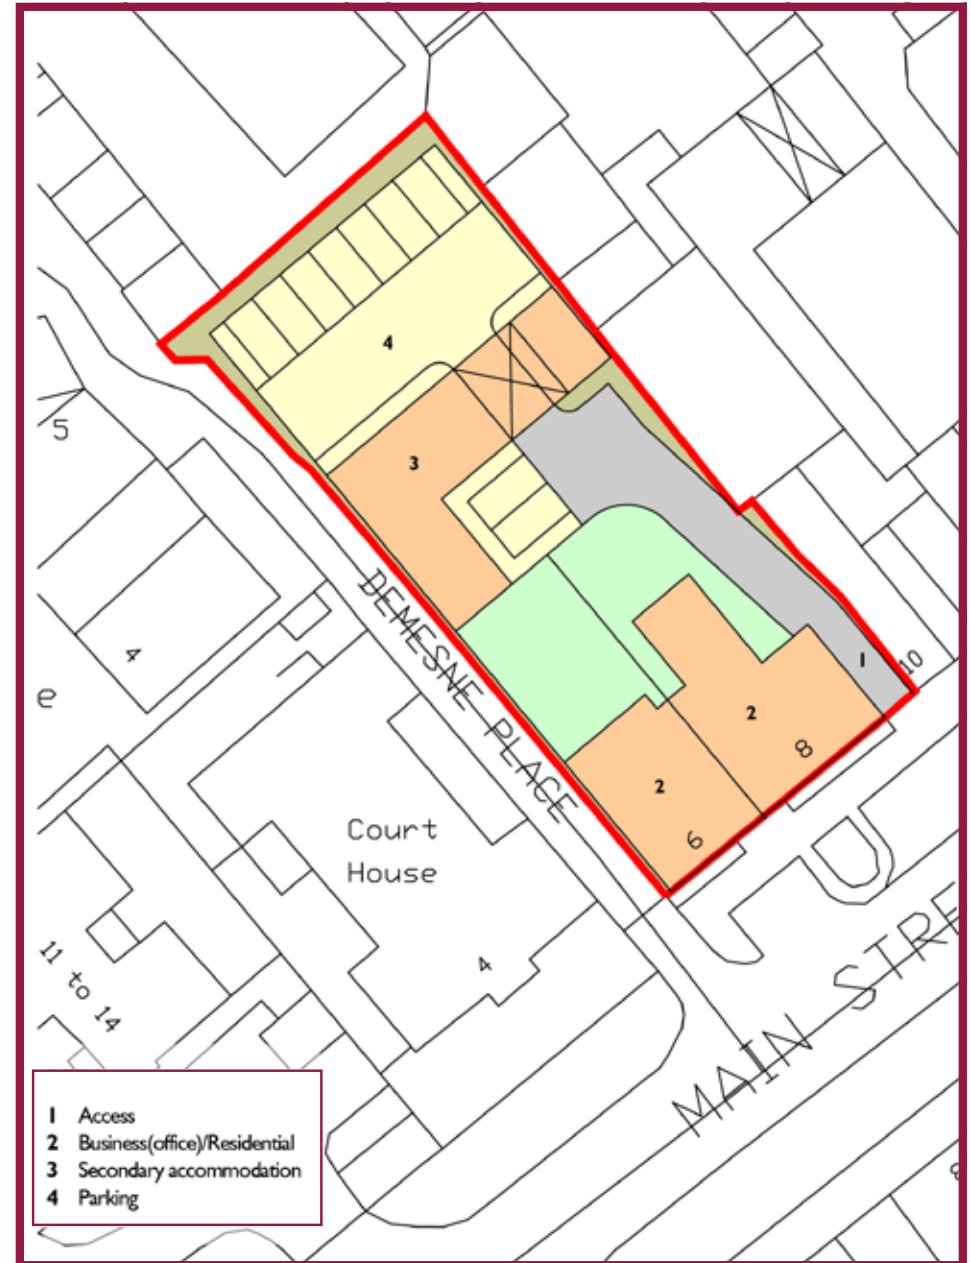 4
3
5
DEMESNE PLACE
4
e
1
10
2
8
2
6
Court
House
4
11 to 14
MAIN STRE
1 Access
2 Business(office)/Residential
3 Secondary accommodation
4 Parking